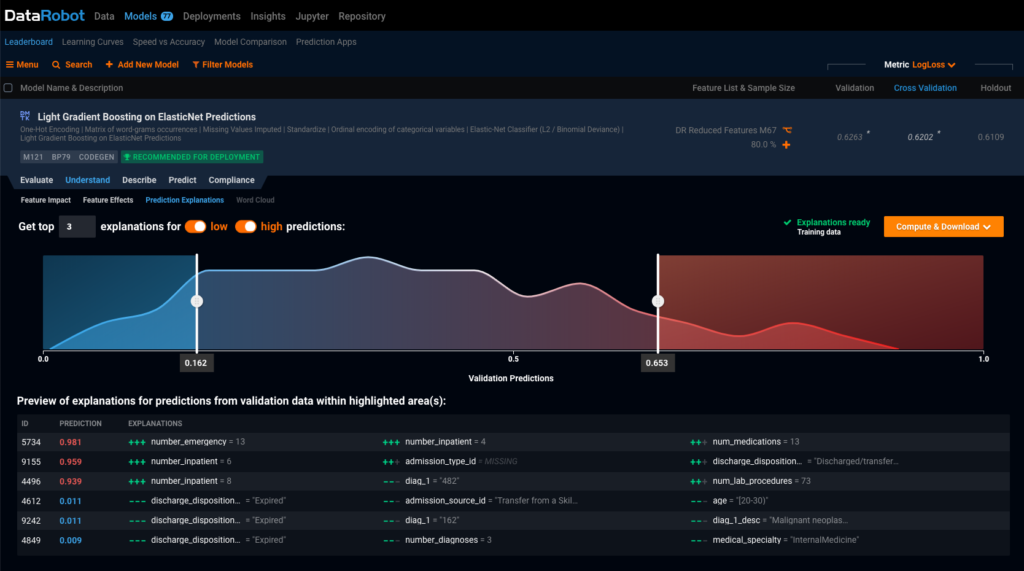 DataRobot Data Models 77 Deployments Insights Jupyter Repository
Leaderboard Learning Curves Speed vs Accuracy Model Comparison Prediction Apps
Menu Search + Add New Model Filter Models Metric LogLoss
Model Name & Description Feature List & Sample Size Validation Cross Validation Holdout
DM TX Light Gradient Boosting on ElasticNet Predictions
One-Hot Encoding | Matrix of word-grams occurrences | Missing Values Imputed | Standardize | Ordinal encoding of categorical variables | Elastic-Net Classifier (L2 / Binomial Deviance) |
Light Gradient Boosting on ElasticNet Predictions
DR Reduced Features M67
80.0 % +
0.6263 * 0.6202 * 0.6109
M121 BP79 CODEGEN RECOMMENDED FOR DEPLOYMENT
Evaluate Understand Describe Predict Compliance
Feature Impact Feature Effects Prediction Explanations Word Cloud
Get top 3 explanations for low high predictions:
Explanations ready
Training data
Compute & Download
0.0 0.5 1.0
0.162 0.653
Validation Predictions
Preview of explanations for predictions from validation data within highlighted area(s):
ID PREDICTION EXPLANATIONS
5734 0.981 +++ number_emergency = 13 +++ number_inpatient = 4 +++ num_medications = 13
9155 0.959 +++ number_inpatient = 6 +++ admission_type_id = MISSING +++ discharge_disposition... = "Discharged/transfer...
4496 0.939 +++ number_inpatient = 8 --- diag_1 = "482" +++ num_lab_procedures = 73
4612 0.011 --- discharge_disposition... = "Expired" --- admission_source_id = "Transfer from a Skil... --- age = "[20-30)"
9242 0.011 --- discharge_disposition... = "Expired" --- diag_1 = "162" --- diag_1_desc = "Malignant neoplas...
4849 0.009 --- discharge_disposition... = "Expired" --- number_diagnoses = 3 --- medical_specialty = "InternalMedicine"